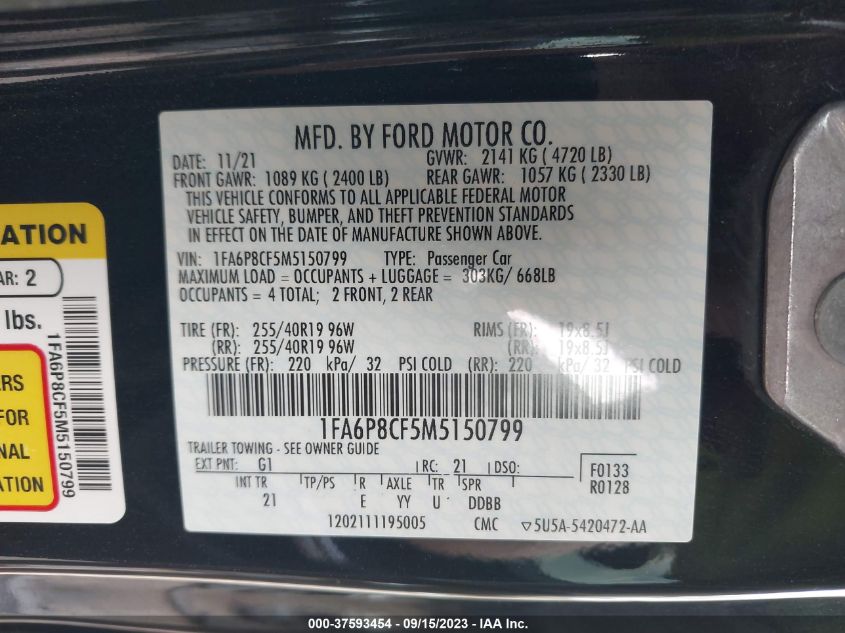 MFD. BY FORD MOTOR CO.
DATE: 11/21 GVWR: 2141 KG ( 4720 LB)
FRONT GAWR: 1089 KG ( 2400 LB) REAR GAWR: 1057 KG ( 2330 LB)
THIS VEHICLE CONFORMS TO ALL APPLICABLE FEDERAL MOTOR
VEHICLE SAFETY, BUMPER, AND THEFT PREVENTION STANDARDS
IN EFFECT ON THE DATE OF MANUFACTURE SHOWN ABOVE.
VIN: 1FA6P8CF5M5150799 TYPE: Passenger Car
MAXIMUM LOAD = OCCUPANTS + LUGGAGE = 303KG/ 668LB
OCCUPANTS = 4 TOTAL; 2 FRONT, 2 REAR
TIRE (FR): 255/40R19 96W RIMS (FR): 19x8.5J
(RR): 255/40R19 96W (RR): 19x8.5J
PRESSURE (FR): 220 kPa/ 32 PSI COLD (RR): 220 kPa/ 32 PSI COLD
1FA6P8CF5M5150799
TRAILER TOWING - SEE OWNER GUIDE
EXT PNT: G1 RC: 21 DSO: F0133
INT TR TP/PS R AXLE TR SPR R0128
21 E YY U DDBB
1202111195005 CMC ▽5U5A-5420472-AA
ATION
AR: 2
lbs.
ERS
FOR
NAL
ATION
1FA6P8CF5M5150799
000-37593454 - 09/15/2023 - © IAA Inc.